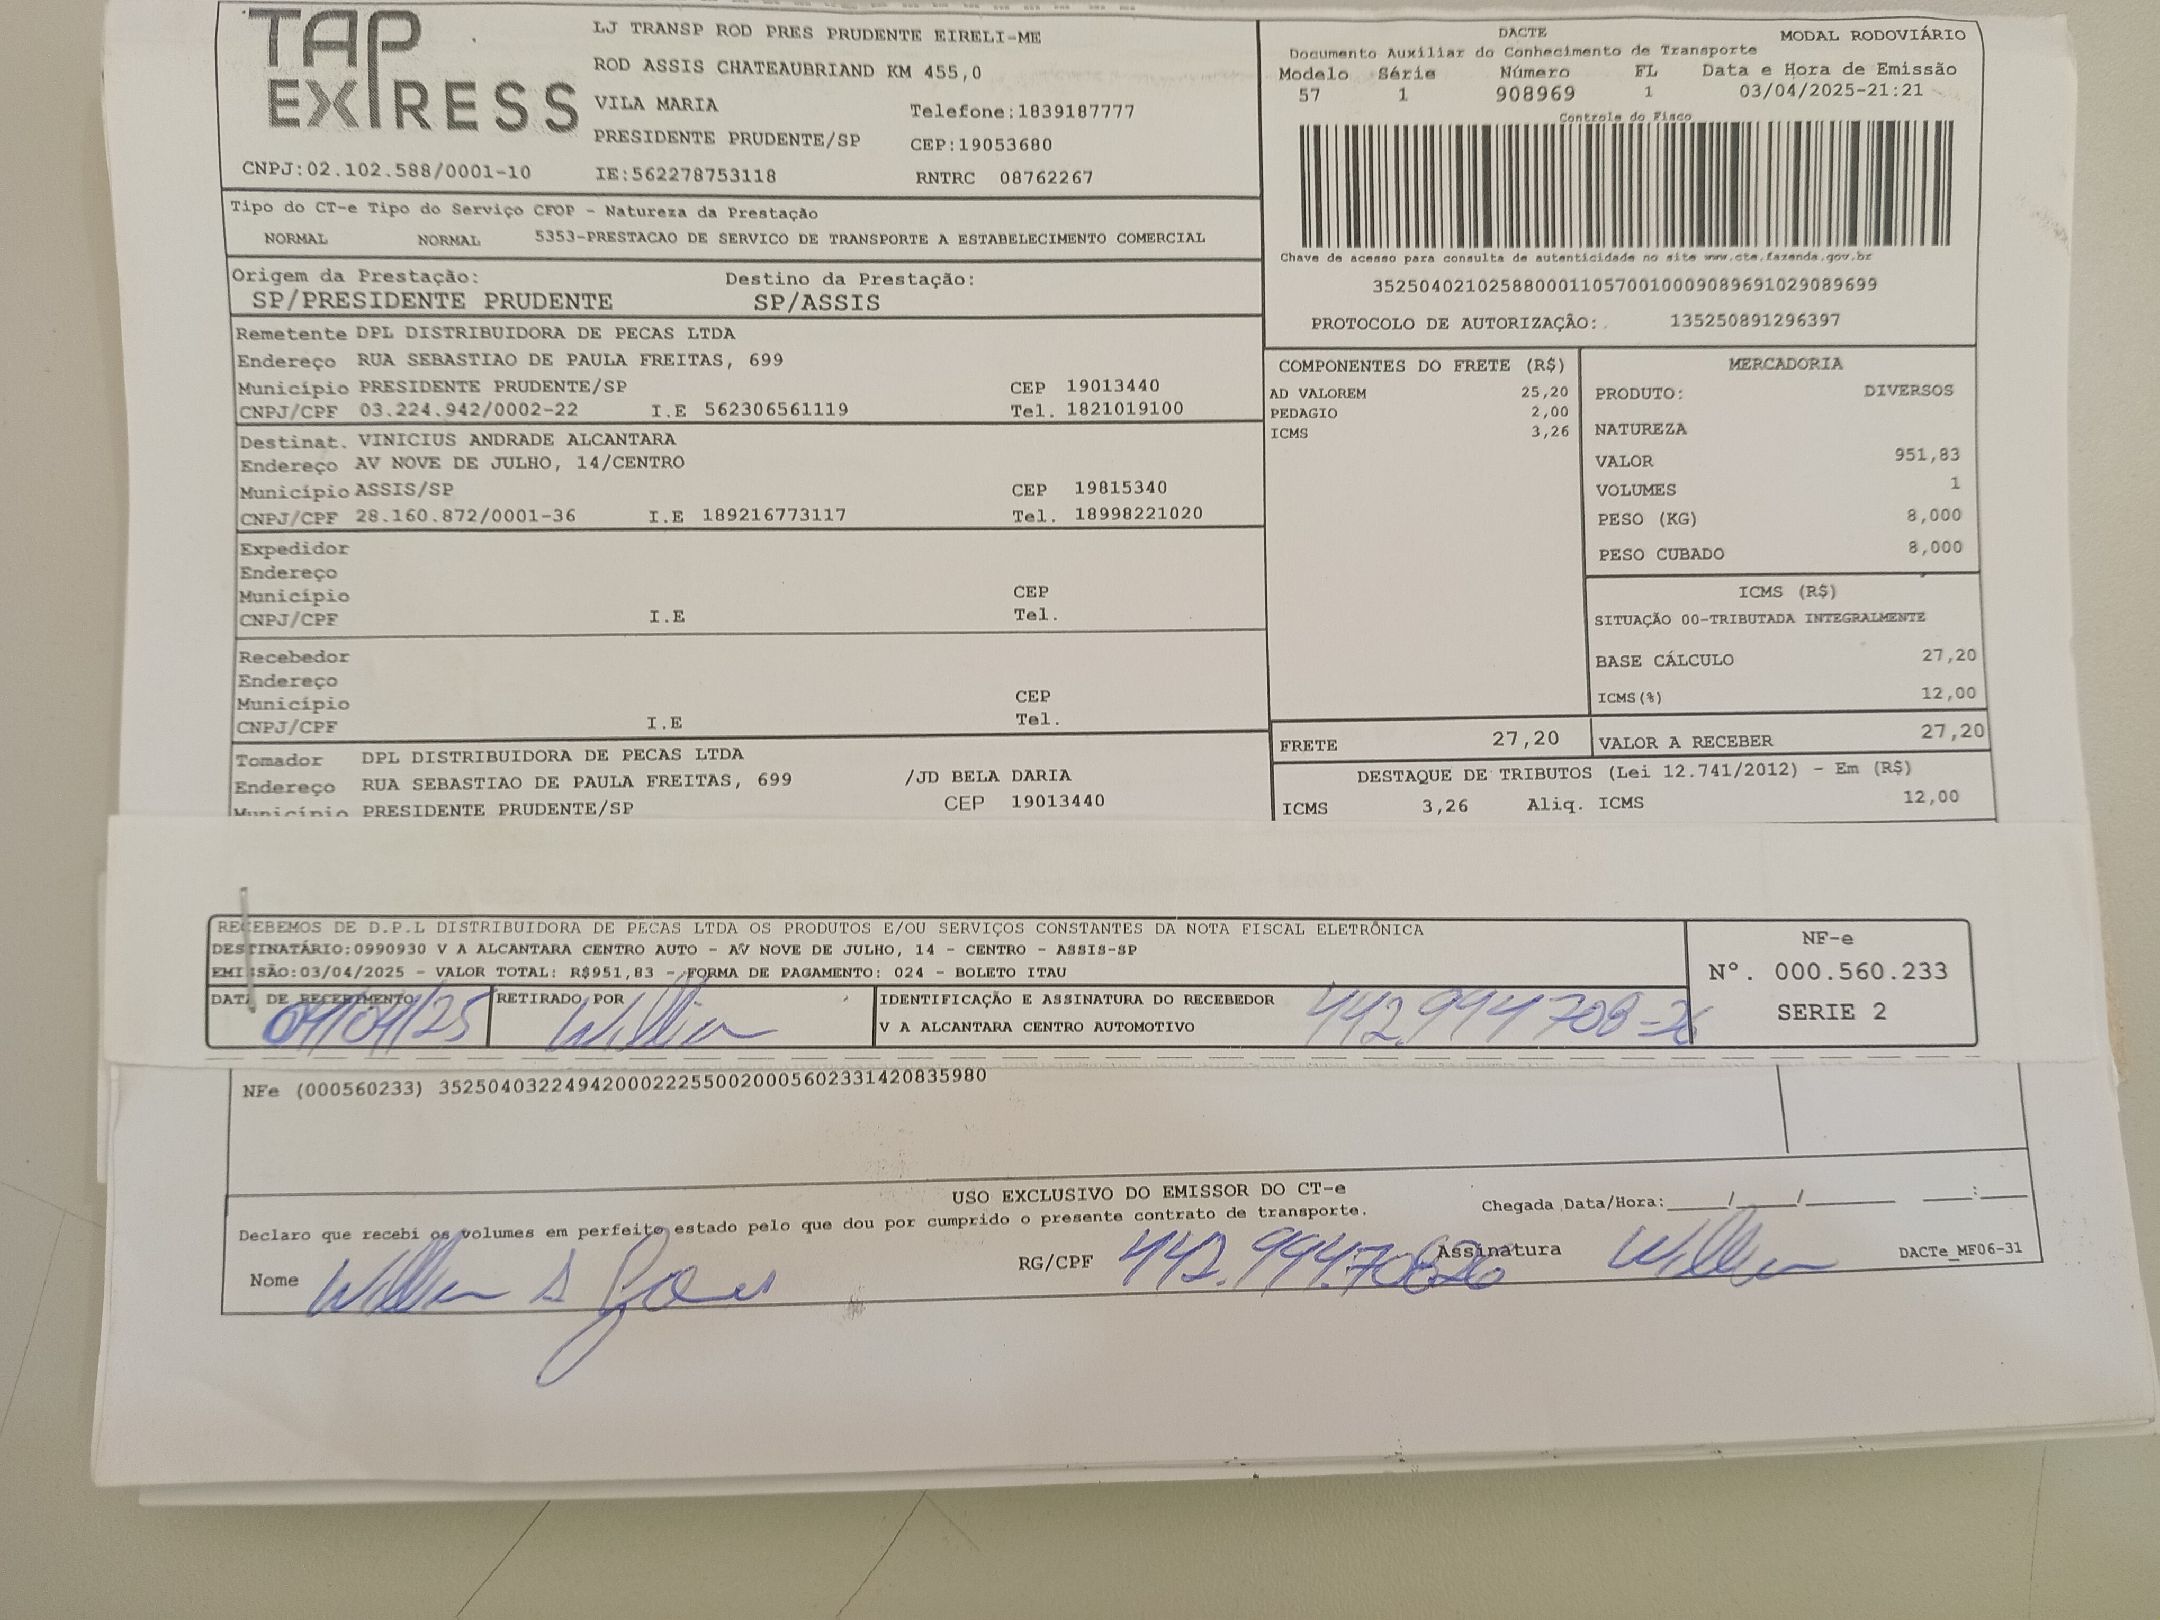 TAP EXPRESS
LJ TRANSP ROD PRES PRUDENTE EIRELI-ME
ROD ASSIS CHATEAUBRIAND KM 455,0
VILA MARIA Telefone:1839187777
PRESIDENTE PRUDENTE/SP CEP:19053680
CNPJ:02.102.588/0001-10 IE:562278753118 RNTRC 08762267
DACTE MODAL RODOVIÁRIO
Documento Auxiliar do Conhecimento de Transporte
Modelo Série Número FL Data e Hora de Emissão
57 1 908969 1 03/04/2025-21:21
Controle do Fisco
Chave de acesso para consulta de autenticidade no site www.cte.fazenda.gov.br
35250402102588000110570010009089691029089699
PROTOCOLO DE AUTORIZAÇÃO: 135250891296397
Tipo do CT-e Tipo do Serviço CFOP - Natureza da Prestação
NORMAL NORMAL 5353-PRESTACAO DE SERVICO DE TRANSPORTE A ESTABELECIMENTO COMERCIAL
Origem da Prestação: Destino da Prestação:
SP/PRESIDENTE PRUDENTE SP/ASSIS
Remetente DPL DISTRIBUIDORA DE PECAS LTDA
Endereço RUA SEBASTIAO DE PAULA FREITAS, 699
Município PRESIDENTE PRUDENTE/SP CEP 19013440
CNPJ/CPF 03.224.942/0002-22 I.E 562306561119 Tel. 1821019100
Destinat. VINICIUS ANDRADE ALCANTARA
Endereço AV NOVE DE JULHO, 14/CENTRO
Município ASSIS/SP CEP 19815340
CNPJ/CPF 28.160.872/0001-36 I.E 189216773117 Tel. 18998221020
Expedidor
Endereço
Município CEP
CNPJ/CPF I.E Tel.
Recebedor
Endereço
Município CEP
CNPJ/CPF I.E Tel.
Tomador DPL DISTRIBUIDORA DE PECAS LTDA
Endereço RUA SEBASTIAO DE PAULA FREITAS, 699 /JD BELA DARIA
Município PRESIDENTE PRUDENTE/SP CEP 19013440
COMPONENTES DO FRETE (R$)
AD VALOREM 25,20
PEDAGIO 2,00
ICMS 3,26
MERCADORIA
PRODUTO: DIVERSOS
NATUREZA
VALOR 951,83
VOLUMES 1
PESO (KG) 8,000
PESO CUBADO 8,000
ICMS (R$)
SITUAÇÃO 00-TRIBUTADA INTEGRALMENTE
BASE CÁLCULO 27,20
ICMS(%) 12,00
FRETE 27,20 VALOR A RECEBER 27,20
DESTAQUE DE TRIBUTOS (Lei 12.741/2012) - Em (R$)
ICMS 3,26 Aliq. ICMS 12,00
RECEBEMOS DE D.P.L DISTRIBUIDORA DE PECAS LTDA OS PRODUTOS E/OU SERVIÇOS CONSTANTES DA NOTA FISCAL ELETRÔNICA
DESTINATÁRIO:0990930 V A ALCANTARA CENTRO AUTO - AV NOVE DE JULHO, 14 - CENTRO - ASSIS-SP
EMISSÃO:03/04/2025 - VALOR TOTAL: R$951,83 - FORMA DE PAGAMENTO: 024 - BOLETO ITAU
NF-e
Nº. 000.560.233
SERIE 2
DATA DE RECEBIMENTO RETIRADO POR IDENTIFICAÇÃO E ASSINATURA DO RECEBEDOR
04/04/25 Willian V A ALCANTARA CENTRO AUTOMOTIVO 442.994708-26
NFe (000560233) 35250403224942000222550020005602331420835980
USO EXCLUSIVO DO EMISSOR DO CT-e
Declaro que recebi os volumes em perfeito estado pelo que dou por cumprido o presente contrato de transporte. Chegada Data/Hora:_____/_____/________ ____:____
Nome Willian RG/CPF 442.994.708-26 Assinatura Willian DACTe_MF06-31